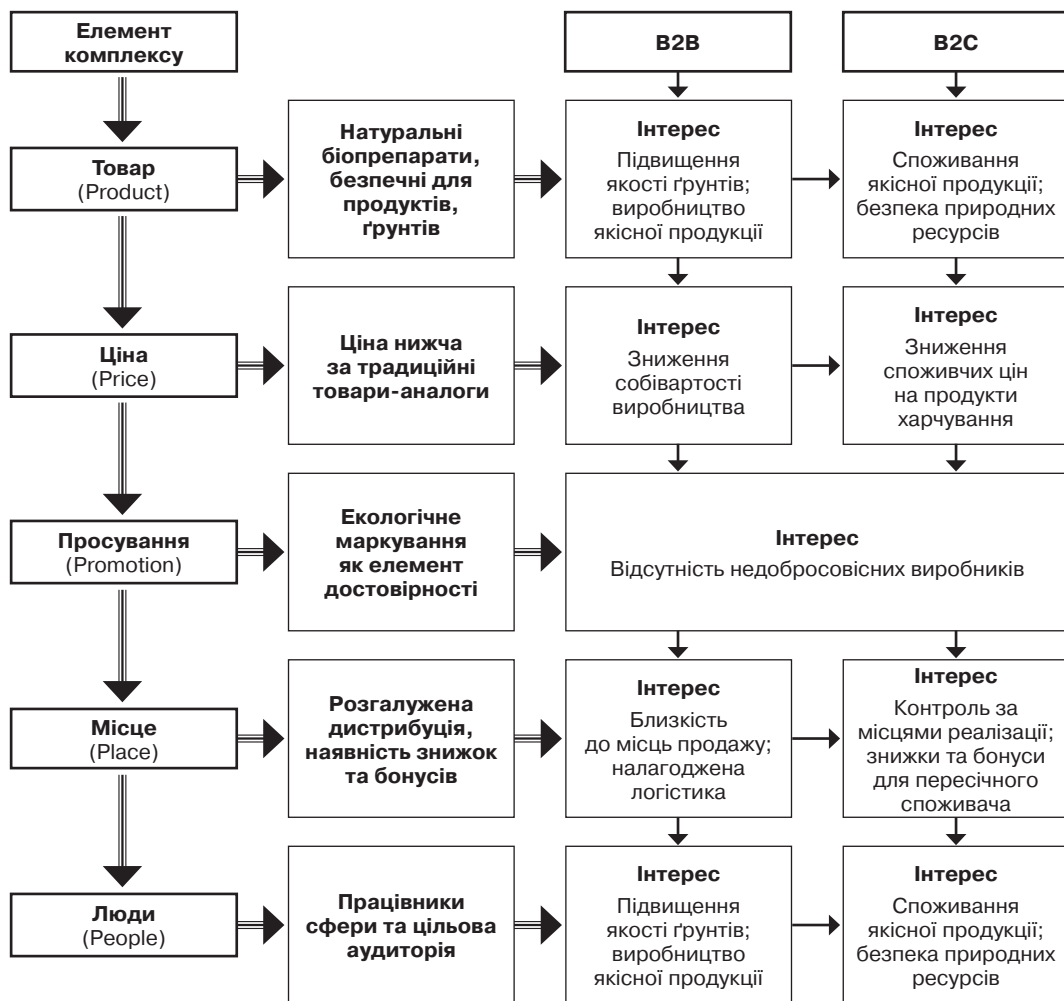 Елемент
комплексу
B2B
B2C
Товар
(Product)
Натуральні
біопрепарати,
безпечні для
продуктів,
ґрунтів
Інтерес
Підвищення
якості ґрунтів;
виробництво
якісної продукції
Інтерес
Споживання
якісної продукції;
безпека природних
ресурсів
Ціна
(Price)
Ціна нижча
за традиційні
товари-аналоги
Інтерес
Зниження
собівартості
виробництва
Інтерес
Зниження
споживчих цін
на продукти
харчування
Просування
(Promotion)
Екологічне
маркування
як елемент
достовірності
Інтерес
Відсутність недобросовісних виробників
Місце
(Place)
Розгалужена
дистрибуція,
наявність знижок
та бонусів
Інтерес
Близкість
до місць продажу;
налагоджена
логістика
Інтерес
Контроль за
місцями реалізації;
знижки та бонуси
для пересічного
споживача
Люди
(People)
Працівники
сфери та цільова
аудиторія
Інтерес
Підвищення
якості ґрунтів;
виробництво
якісної продукції
Інтерес
Споживання
якісної продукції;
безпека природних
ресурсів